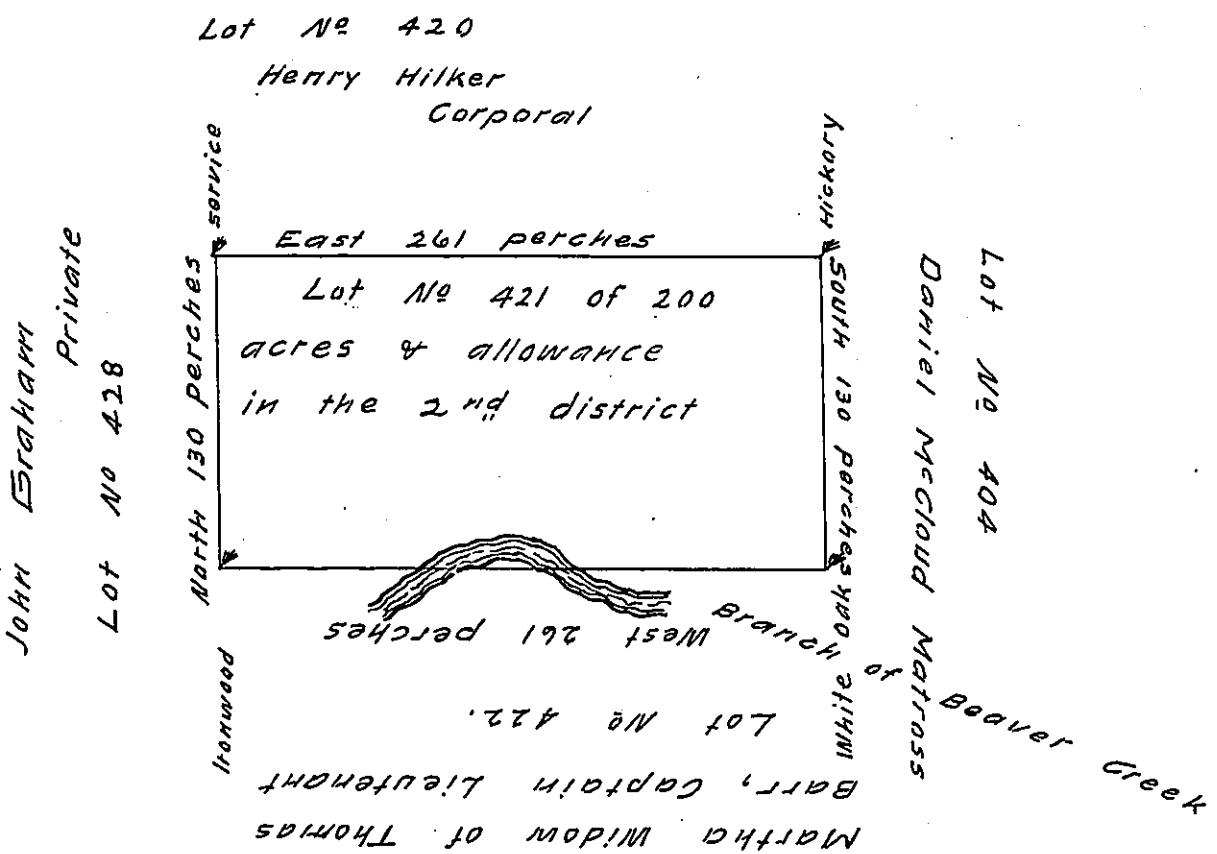 Lot Nº 420
Henry Hilker
Corporal
service
Hickory
East 261 perches
Lot Nº 421 of 200
acres & allowance
in the 2nd district
North 130 perches
John Graham
Private
Lot Nº 428
South 130 perches
White Oak
Lot Nº 404
Daniel McCloud Matross
Ironwood
West 261 perches
Branch of Beaver Creek
Lot Nº 422.
Martha Widow of Thomas
Barr, Captain Lieutenant